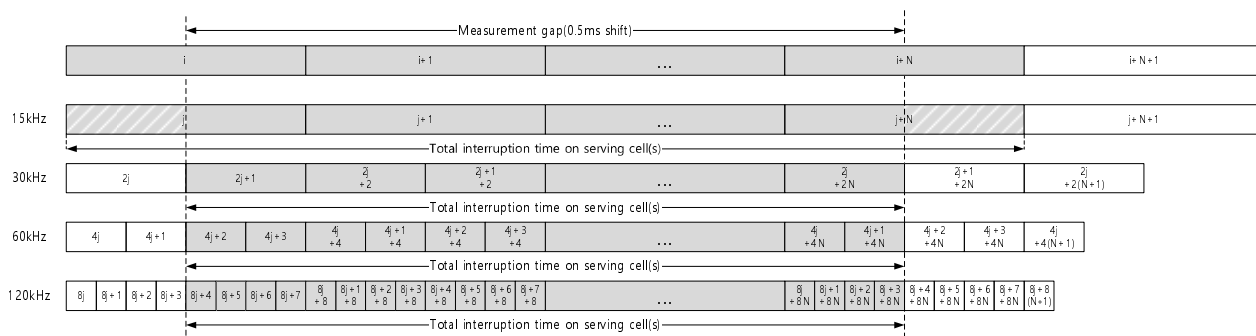 Measurement gap(0.5ms shift)
i i+1 ... i+N i+N+1
15kHz j j+1 ... j+N j+N+1
Total interruption time on serving cell(s)
30kHz 2j 2j+1 2j +2 2j+1 +2 ... 2j +2N 2j+1 +2N 2j +2(N+1)
Total interruption time on serving cell(s)
60kHz 4j 4j+1 4j+2 4j+3 4j +4 4j+1 +4 4j+2 +4 4j+3 +4 ... 4j +4N 4j+1 +4N 4j+2 +4N 4j+3 +4N 4j +4(N+1)
Total interruption time on serving cell(s)
120kHz 8j 8j+1 8j+2 8j+3 8j+4 8j+5 8j+6 8j+7 8j +8 8j+1 +8 8j+2 +8 8j+3 +8 8j+4 +8 8j+5 +8 8j+6 +8 8j+7 +8 ... 8j +8N 8j+1 +8N 8j+2 +8N 8j+3 +8N 8j+4 +8N 8j+5 +8N 8j+6 +8N 8j+7 +8N 8j+8 (N+1)
Total interruption time on serving cell(s)